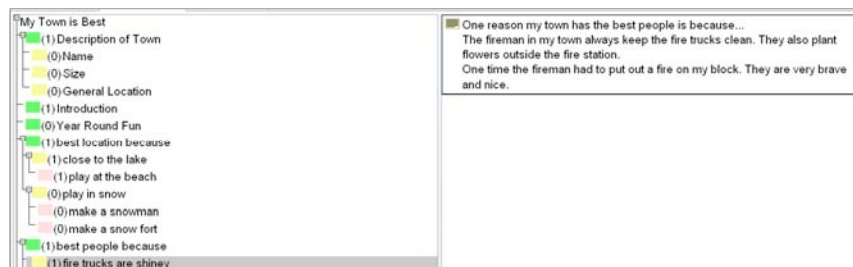 My Town is Best
(1) Description of Town
(0) Name
(0) Size
(0) General Location
(1) Introduction
(0) Year Round Fun
(1) best location because
(1) close to the lake
(1) play at the beach
(0) play in snow
(0) make a snowman
(0) make a snow fort
(1) best people because
(1) fire trucks are shiney
One reason my town has the best people is because...
The fireman in my town always keep the fire trucks clean. They also plant
flowers outside the fire station.
One time the fireman had to put out a fire on my block. They are very brave
and nice.